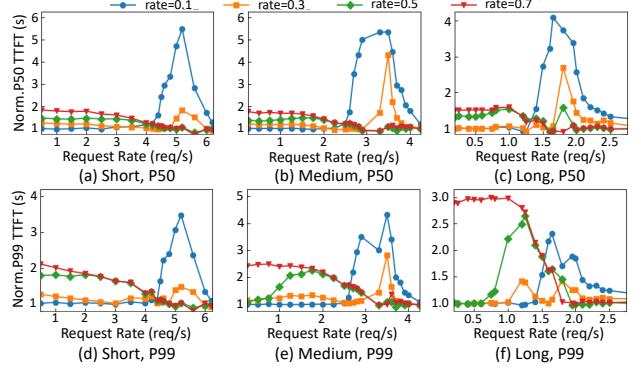 rate=0.1 rate=0.3 rate=0.5 rate=0.7
Norm.P50 TTFT (s)
6
5
4
3
2
1
1 2 3 4 5 6
Request Rate (req/s)
(a) Short, P50
6
5
4
3
2
1
1 2 3 4
Request Rate (req/s)
(b) Medium, P50
4
3
2
1
0.5 1.0 1.5 2.0 2.5
Request Rate (req/s)
(c) Long, P50
Norm.P99 TTFT (s)
4
3
2
1
1 2 3 4 5 6
Request Rate (req/s)
(d) Short, P99
5
4
3
2
1
1 2 3 4
Request Rate (req/s)
(e) Medium, P99
3.0
2.5
2.0
1.5
1.0
0.5 1.0 1.5 2.0 2.5
Request Rate (req/s)
(f) Long, P99